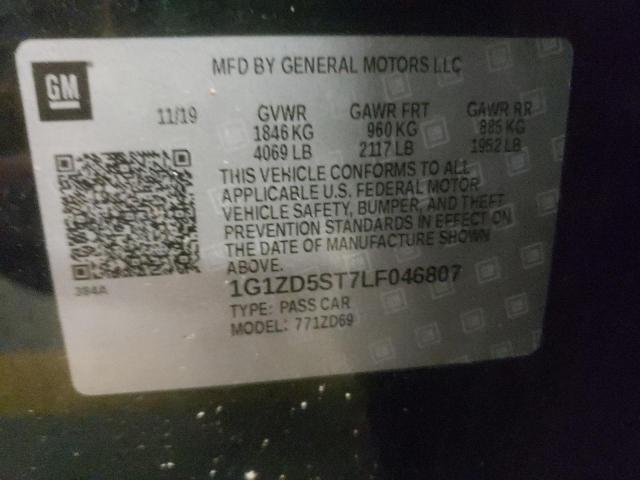 GM
MFD BY GENERAL MOTORS LLC
11/19 GVWR GAWR FRT GAWR RR
1846 KG 960 KG 885 KG
4069 LB 2117 LB 1952 LB
THIS VEHICLE CONFORMS TO ALL
APPLICABLE U.S. FEDERAL MOTOR
VEHICLE SAFETY, BUMPER, AND THEFT
PREVENTION STANDARDS IN EFFECT ON
THE DATE OF MANUFACTURE SHOWN
ABOVE.
394A
1G1ZD5ST7LF046807
TYPE: PASS CAR
MODEL: 771ZD69